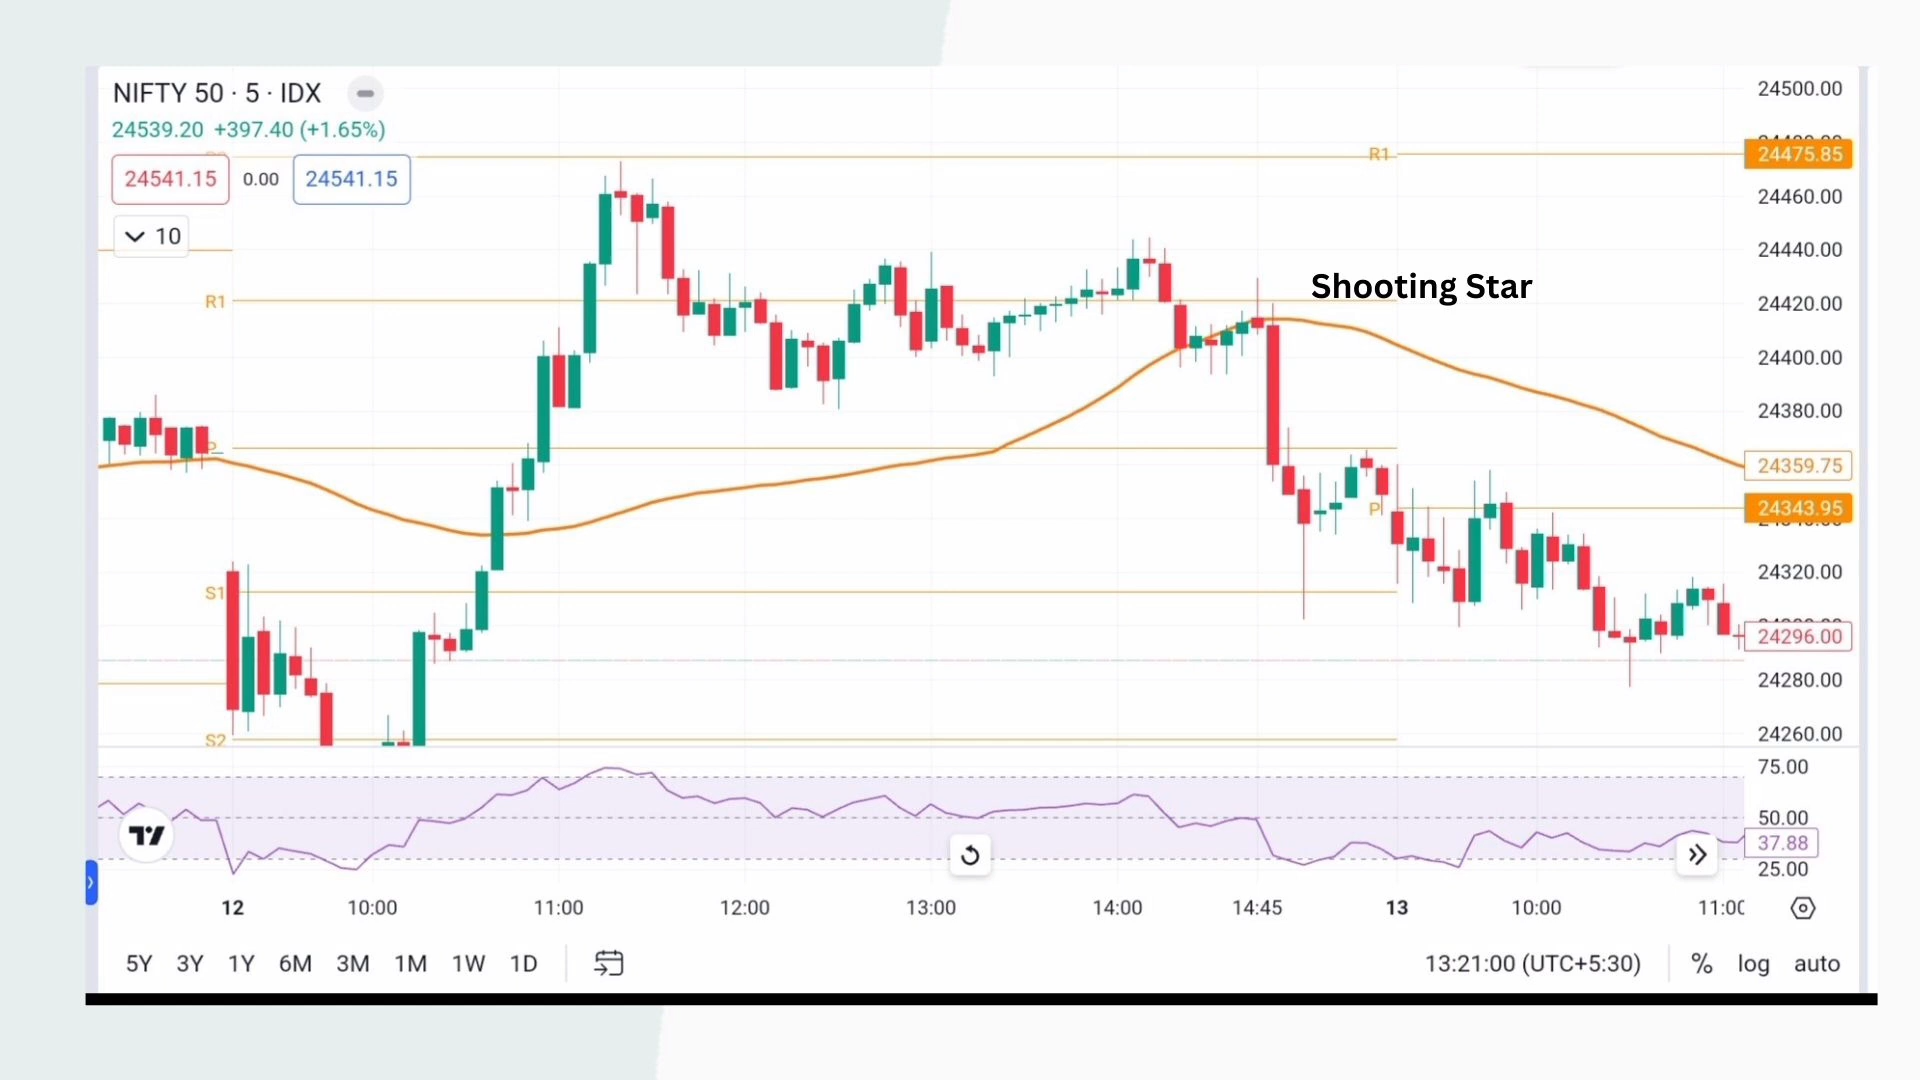 NIFTY 50 · 5 · IDX
24539.20 +397.40 (+1.65%)
24541.15 0.00 24541.15
10
Shooting Star
R1
R1
P
P
S1
S2
24500.00
24475.85
24460.00
24440.00
24420.00
24400.00
24380.00
24359.75
24343.95
24320.00
24296.00
24280.00
24260.00
75.00
50.00
37.88
25.00
12 10:00 11:00 12:00 13:00 14:00 14:45 13 10:00 11:00
5Y 3Y 1Y 6M 3M 1M 1W 1D 13:21:00 (UTC+5:30) % log auto